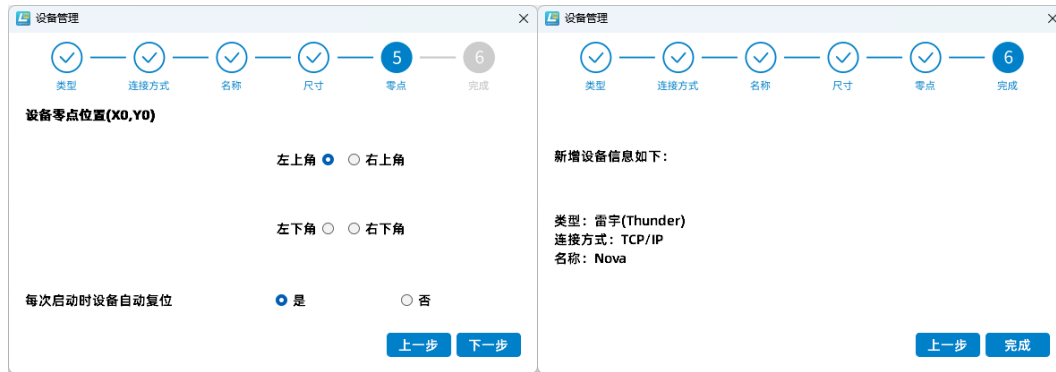 设备管理
类型 连接方式 名称 尺寸 5 零点 6 完成
设备零点位置(X0,Y0)
左上角 右上角
左下角 右下角
每次启动时设备自动复位 是 否
上一步 下一步
设备管理
类型 连接方式 名称 尺寸 零点 6 完成
新增设备信息如下：
类型：雷宇(Thunder)
连接方式：TCP/IP
名称：Nova
上一步 完成